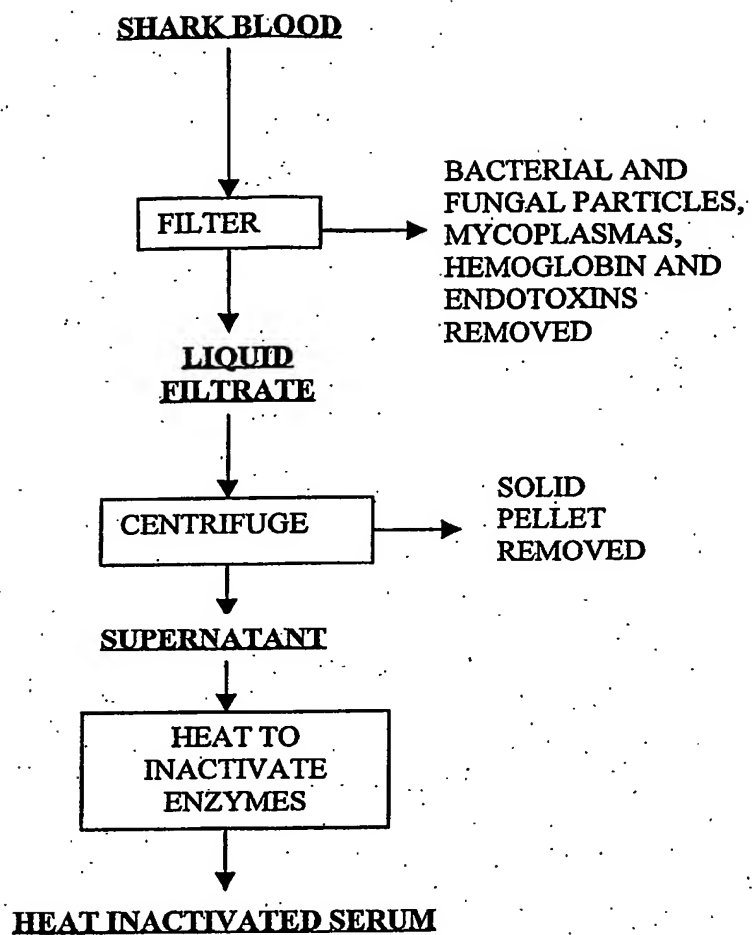 SHARK BLOOD
FILTER
BACTERIAL AND
FUNGAL PARTICLES,
MYCOPLASMAS,
HEMOGLOBIN AND
ENDOTOXINS
REMOVED
LIQUID
FILTRATE
CENTRIFUGE
SOLID
PELLET
REMOVED
SUPERNATANT
HEAT TO
INACTIVATE
ENZYMES
HEAT INACTIVATED SERUM